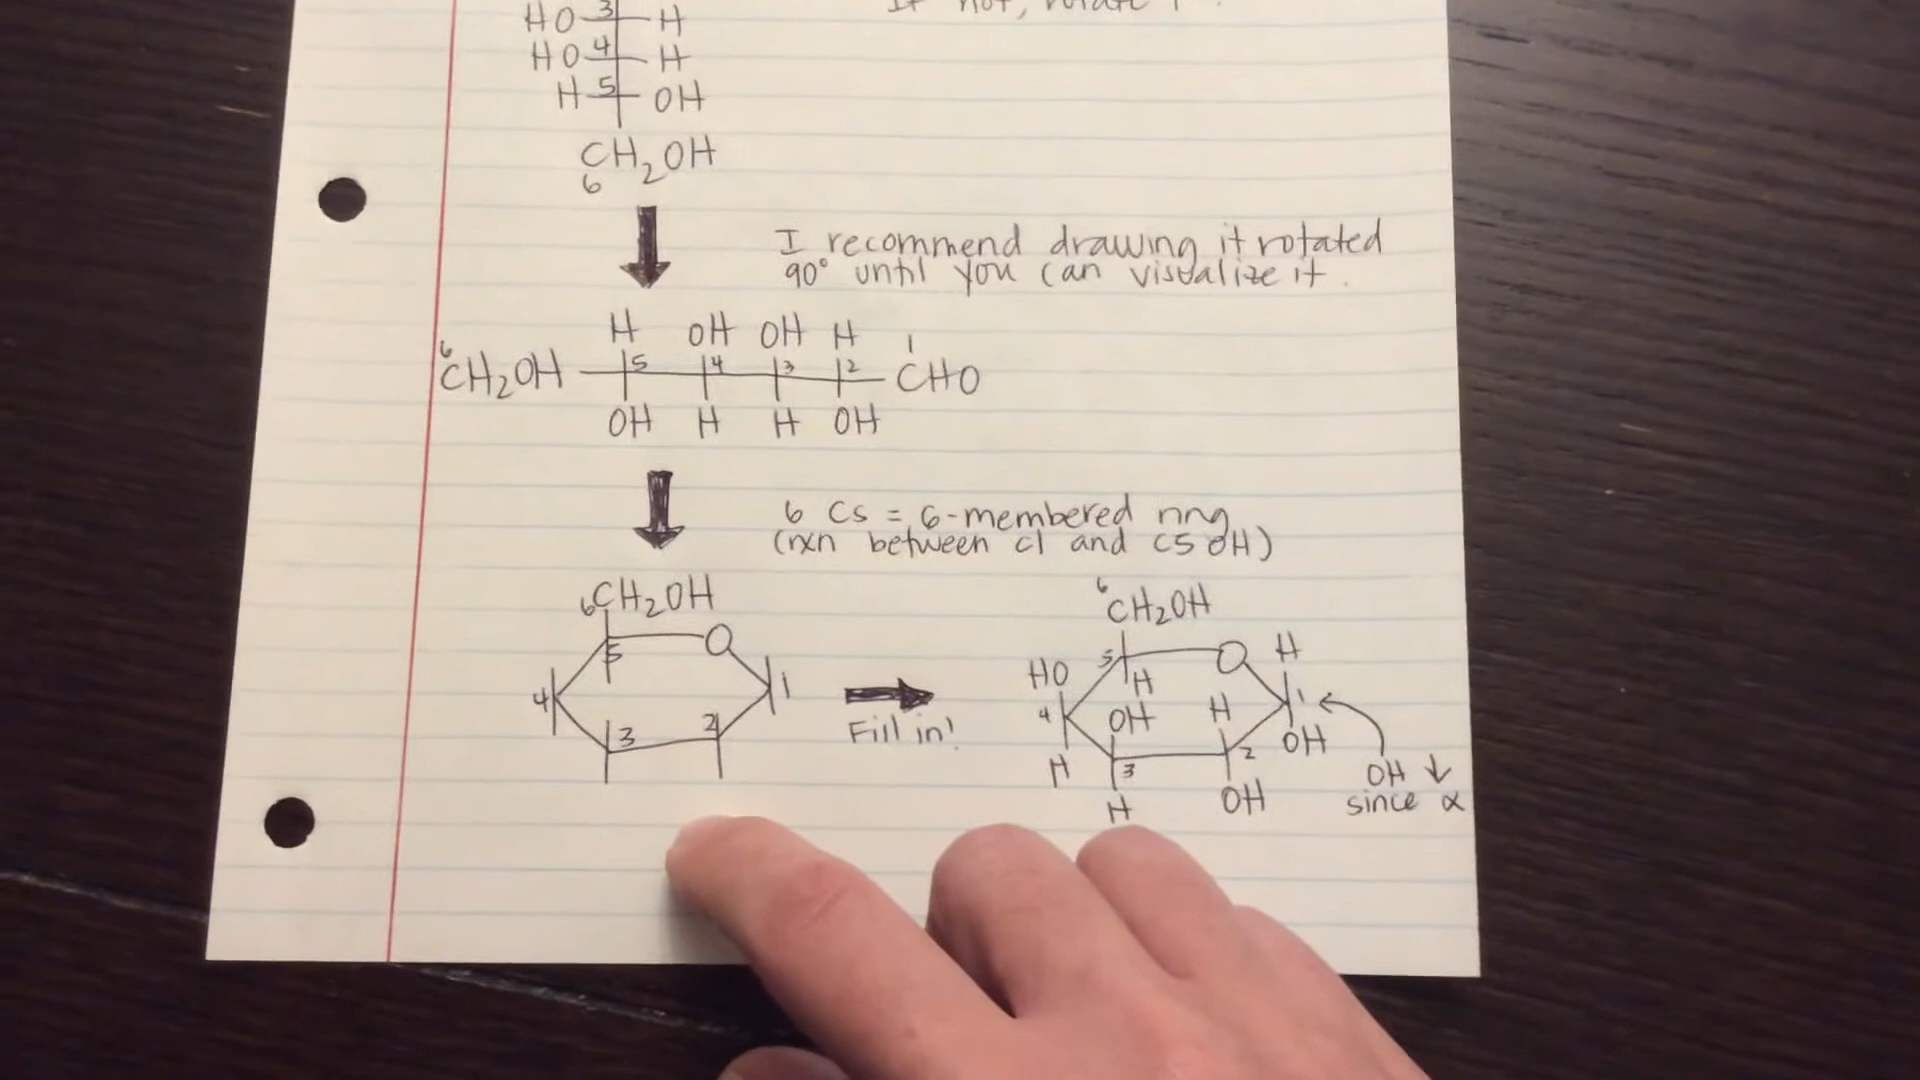 If not, rotate
HO 3 H
HO 4 H
H 5 OH
CH2OH
6
I recommend drawing it rotated
90° until you can visualize it.
H OH OH H 1
6 CH2OH 5 4 3 2 CHO
OH H H OH
6 Cs = 6-membered ring
(rxn between C1 and C5 OH)
6CH2OH
5 O
4 1
3 2
Fill in!
6
CH2OH
5 O H
HO H 1
4 OH H
OH
H 3 2
H OH
OH ↓
since α